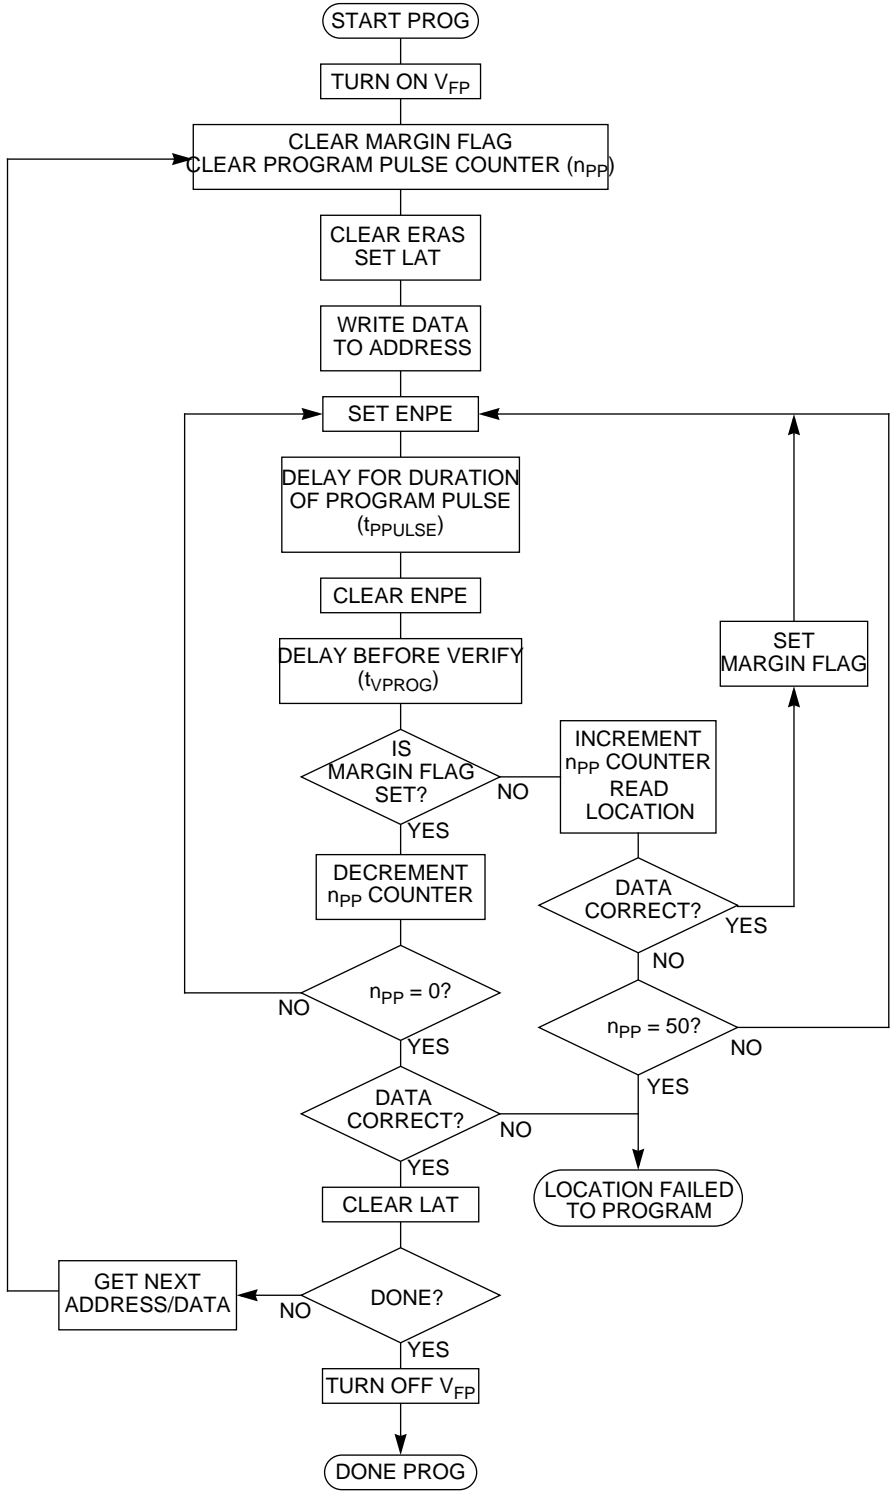 START PROG
TURN ON VFP
CLEAR MARGIN FLAG
CLEAR PROGRAM PULSE COUNTER (nPP)
CLEAR ERAS
SET LAT
WRITE DATA
TO ADDRESS
SET ENPE
DELAY FOR DURATION
OF PROGRAM PULSE
(tPPULSE)
CLEAR ENPE
DELAY BEFORE VERIFY
(tVPROG)
SET
MARGIN FLAG
IS
MARGIN FLAG
SET?
NO
YES
INCREMENT
nPP COUNTER
READ
LOCATION
DECREMENT
nPP COUNTER
DATA
CORRECT?
YES
NO
nPP = 0?
NO
YES
nPP = 50?
NO
YES
DATA
CORRECT?
NO
YES
LOCATION FAILED
TO PROGRAM
CLEAR LAT
GET NEXT
ADDRESS/DATA
NO
DONE?
YES
TURN OFF VFP
DONE PROG